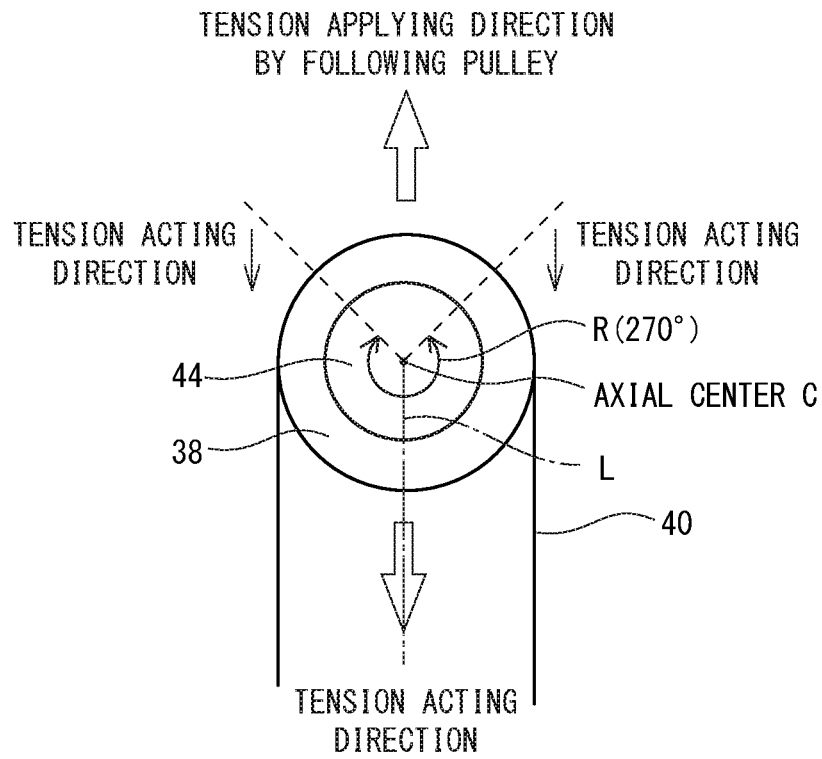 TENSION APPLYING DIRECTION
BY FOLLOWING PULLEY
TENSION ACTING
DIRECTION
TENSION ACTING
DIRECTION
R(270°)
44
AXIAL CENTER C
38
L
40
TENSION ACTING
DIRECTION